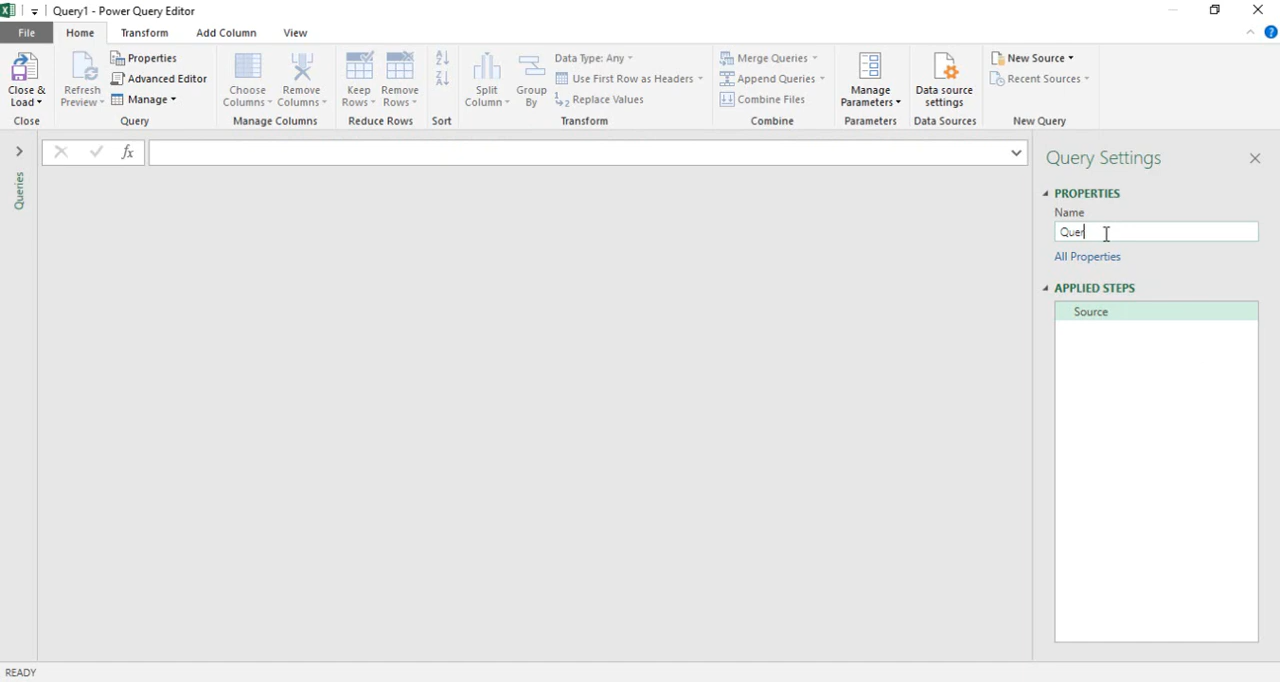 Query1 - Power Query Editor
File Home Transform Add Column View
Close & Load
Close
Refresh Preview
Properties
Advanced Editor
Manage
Query
Choose Columns
Remove Columns
Manage Columns
Keep Rows
Remove Rows
Reduce Rows
A
Z
Z
A
Sort
Split Column
Group By
Data Type: Any
Use First Row as Headers
1
2
Replace Values
Transform
Merge Queries
Append Queries
Combine Files
Combine
Manage Parameters
Parameters
Data source settings
Data Sources
New Source
Recent Sources
New Query
?
fx
Queries
Query Settings
PROPERTIES
Name
Quer
All Properties
APPLIED STEPS
Source
READY